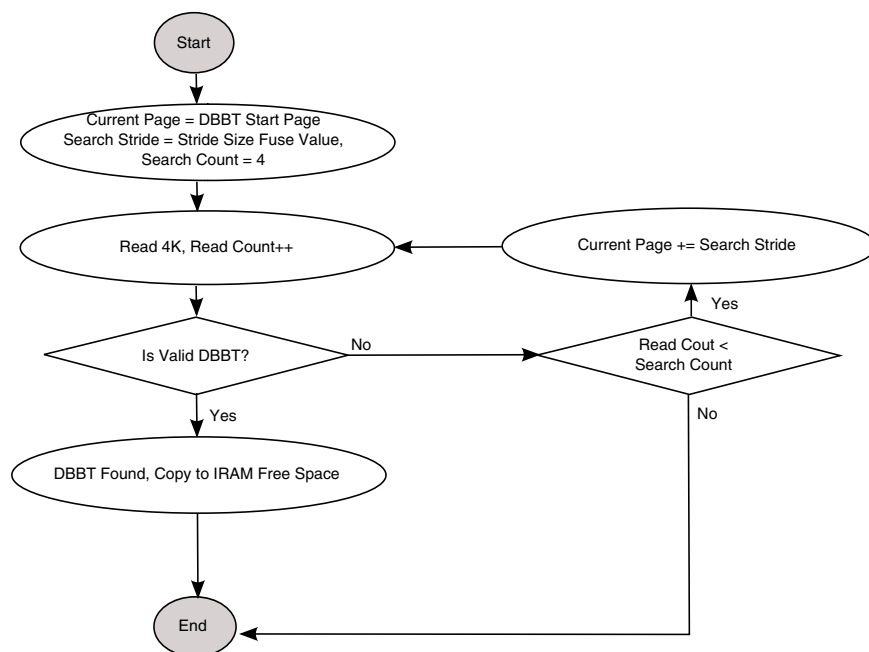 Start
Current Page = DBBT Start Page
Search Stride = Stride Size Fuse Value,
Search Count = 4
Read 4K, Read Count++
Current Page += Search Stride
Yes
Is Valid DBBT?
No
Read Cout <
Search Count
Yes
No
DBBT Found, Copy to IRAM Free Space
End